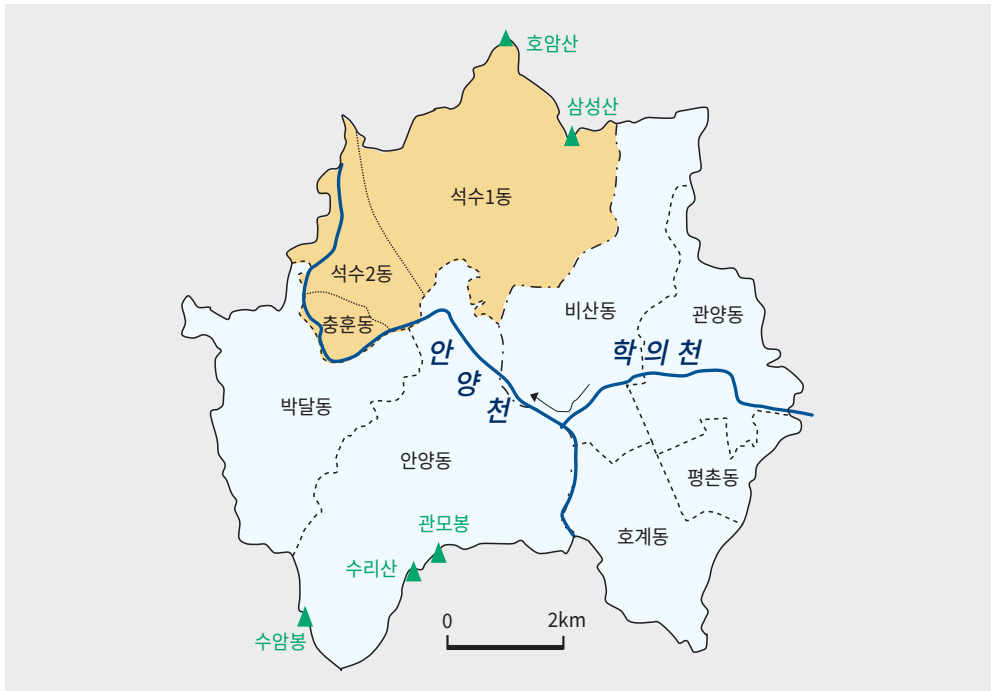 호암산
삼성산
석수1동
석수2동
충훈동
비산동
관양동
학의천
안양천
박달동
안양동
평촌동
호계동
관모봉
수리산
수암봉
0 2km